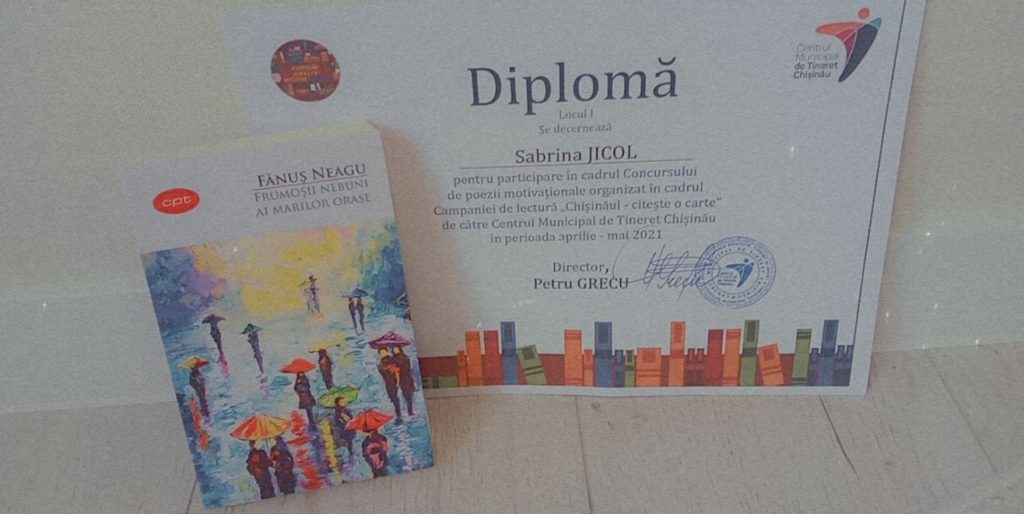 Centrul
Municipal
de Tineret
Chișinău
Diplomă
Locul I
Se decernează
Sabrina JICOL
pentru participare în cadrul Concursului
de poezii motivaționale organizat în cadrul
Campaniei de lectură „Chișinăul - citește o carte”
de către Centrul Municipal de Tineret Chișinău
în perioada aprilie - mai 2021
Director,
Petru GRECU
FĂNUȘ NEAGU
FRUMOȘII NEBUNI
AI MARILOR ORAȘE
cpt